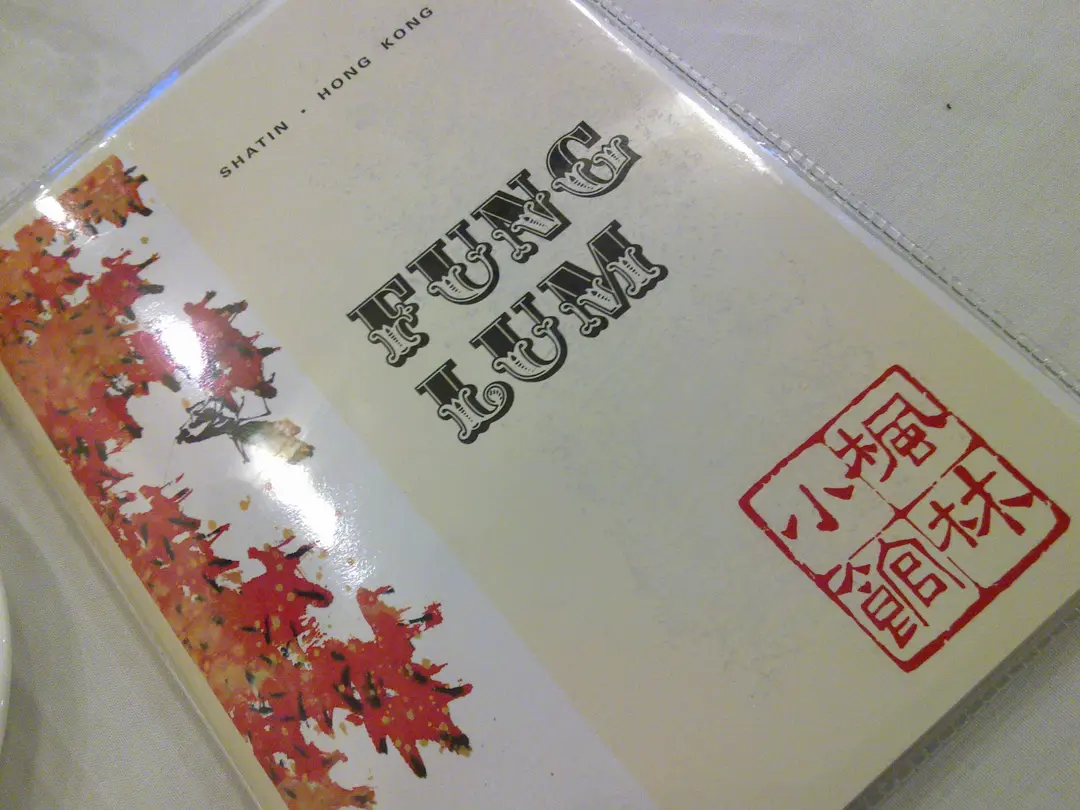 SHATIN · HONG KONG
FUNG
LUM
楓林
小館